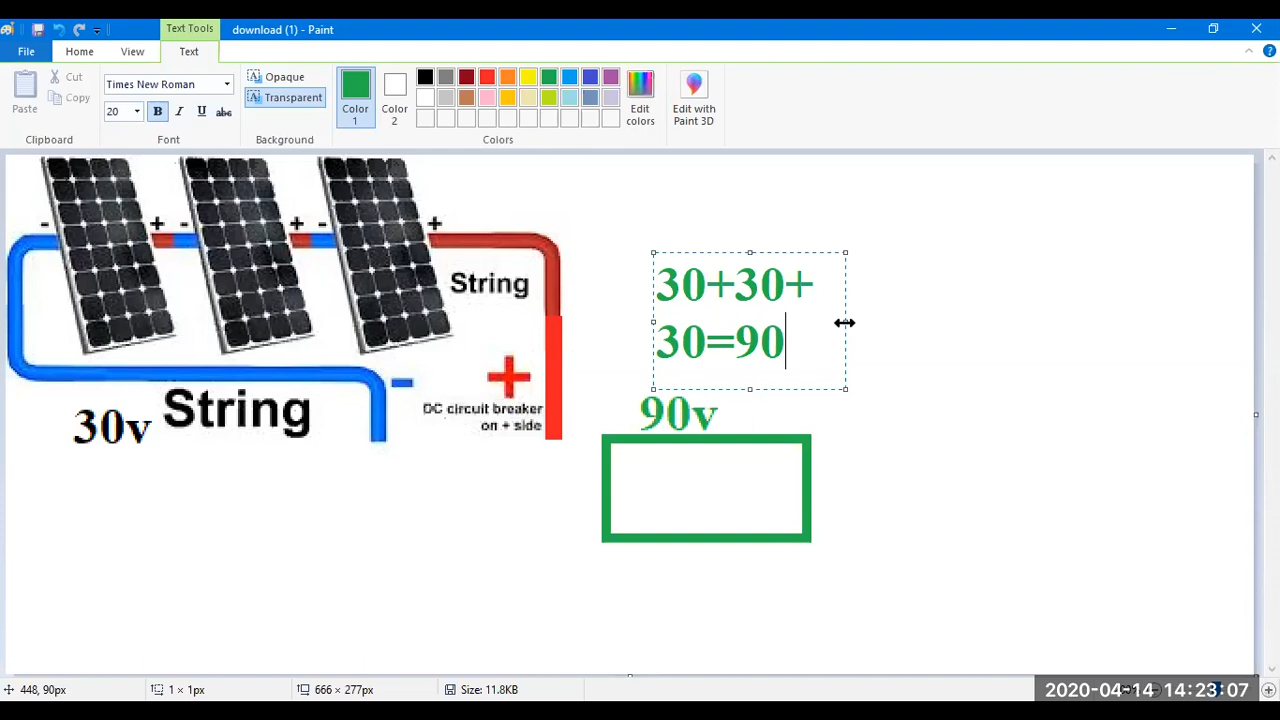 Text Tools
download (1) - Paint
File
Home
View
Text
Paste
Cut
Copy
Clipboard
Times New Roman
20
B
I
U
abc
Font
Opaque
Transparent
Background
Color 1
Color 2
Edit colors
Colors
Edit with Paint 3D
- + - + - +
String
30+30+
30=90
+
-
DC circuit breaker
on + side
30v String
90v
448, 90px
1 × 1px
666 × 277px
Size: 11.8KB
2020-04-14 14:23:07